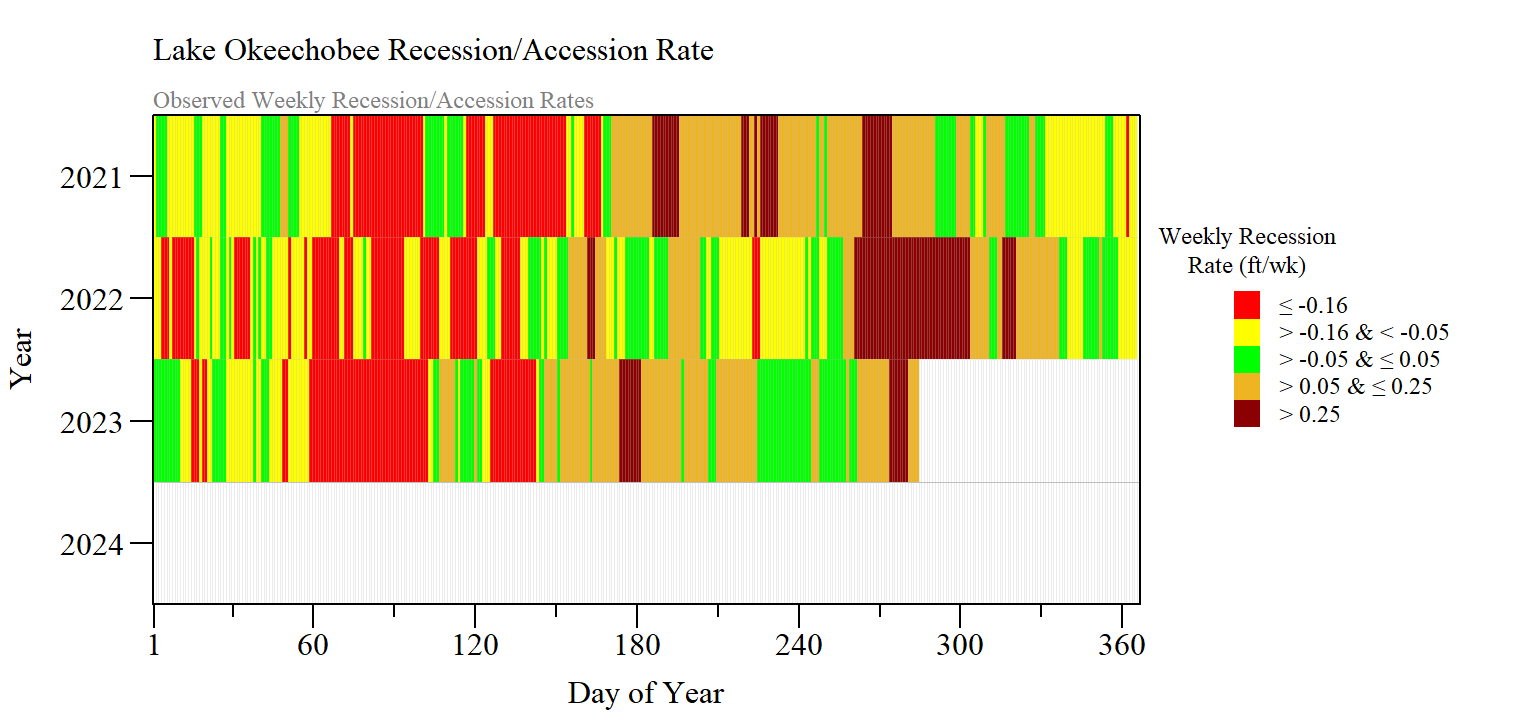 Lake Okeechobee Recession/Accession Rate
Observed Weekly Recession/Accession Rates
2021
2022
2023
2024
Year
1 60 120 180 240 300 360
Day of Year
Weekly Recession
Rate (ft/wk)
≤ -0.16
> -0.16 & < -0.05
> -0.05 & ≤ 0.05
> 0.05 & ≤ 0.25
> 0.25